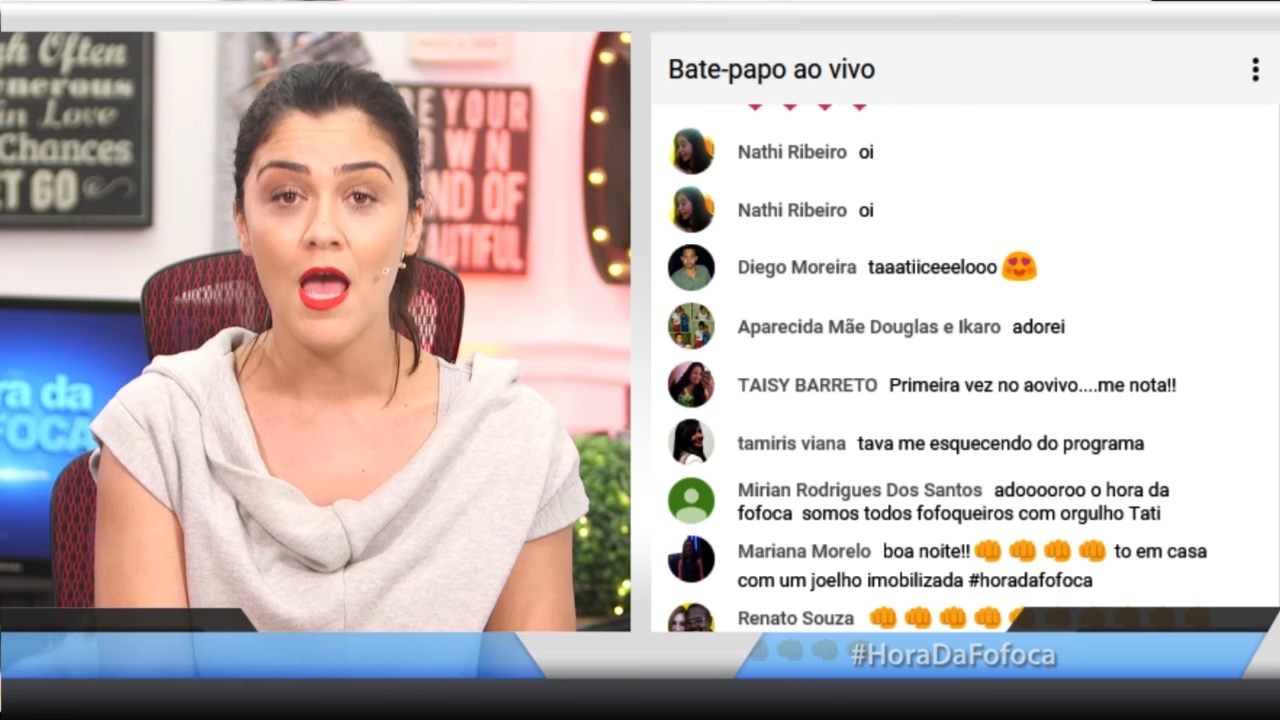 gh Often
enerous
in Love
Chances
ET GO
E YOUR
OWN
ND OF
AUTIFUL
ra da
FOCA
Bate-papo ao vivo
Nathi Ribeiro oi
Nathi Ribeiro oi
Diego Moreira taaatiiceeelooo 😍
Aparecida Mãe Douglas e Ikaro adorei
TAISY BARRETO Primeira vez no aovivo....me nota!!
tamiris viana tava me esquecendo do programa
Mirian Rodrigues Dos Santos adooooroo o hora da
fofoca somos todos fofoqueiros com orgulho Tati
Mariana Morelo boa noite!! 👊 👊 👊 👊 to em casa
com um joelho imobilizada #horadafofoca
Renato Souza 👊 👊 👊 👊
#HoraDaFofoca